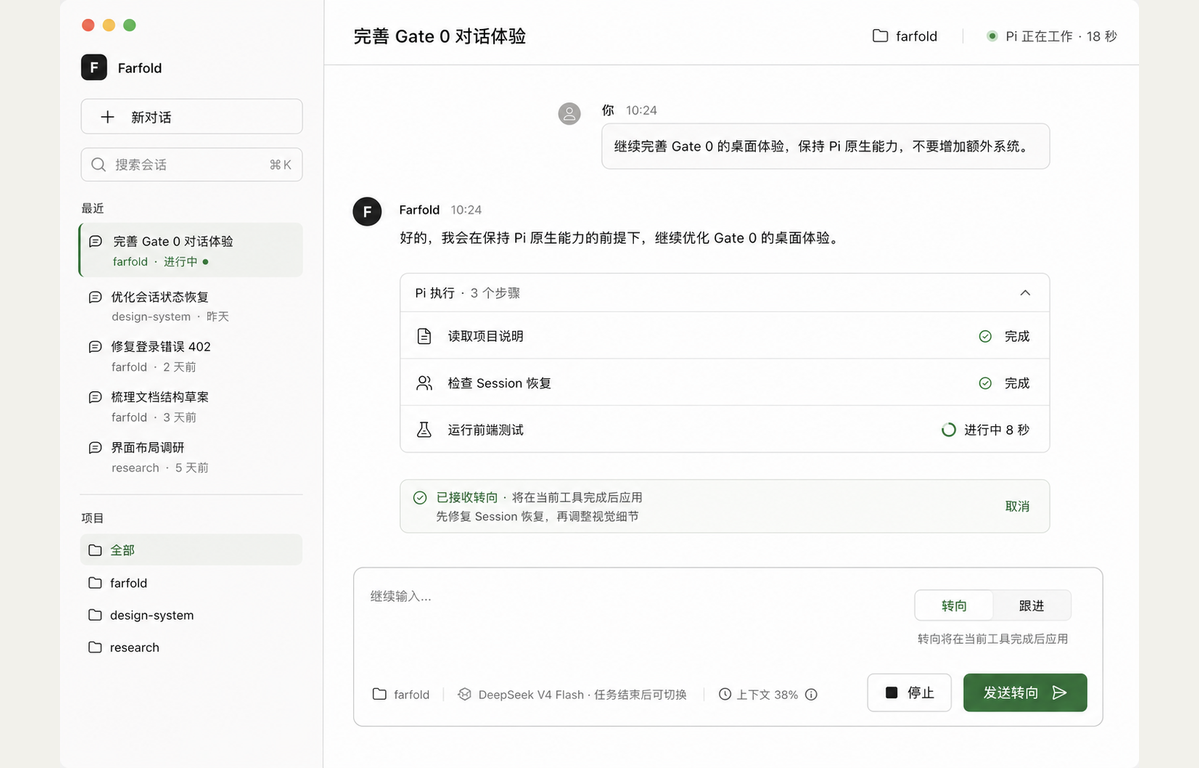 F
Farfold
新对话
搜索会话 ⌘K
最近
完善 Gate 0 对话体验
farfold · 进行中
优化会话状态恢复
design-system · 昨天
修复登录错误 402
farfold · 2 天前
梳理文档结构草案
farfold · 3 天前
界面布局调研
research · 5 天前
项目
全部
farfold
design-system
research
完善 Gate 0 对话体验
farfold
Pi 正在工作 · 18 秒
你 10:24
继续完善 Gate 0 的桌面体验，保持 Pi 原生能力，不要增加额外系统。
F
Farfold 10:24
好的，我会在保持 Pi 原生能力的前提下，继续优化 Gate 0 的桌面体验。
Pi 执行 · 3 个步骤
读取项目说明 完成
检查 Session 恢复 完成
运行前端测试 进行中 8 秒
已接收转向 · 将在当前工具完成后应用
先修复 Session 恢复，再调整视觉细节
取消
继续输入...
转向 跟进
转向将在当前工具完成后应用
farfold
DeepSeek V4 Flash · 任务结束后可切换
上下文 38%
停止
发送转向